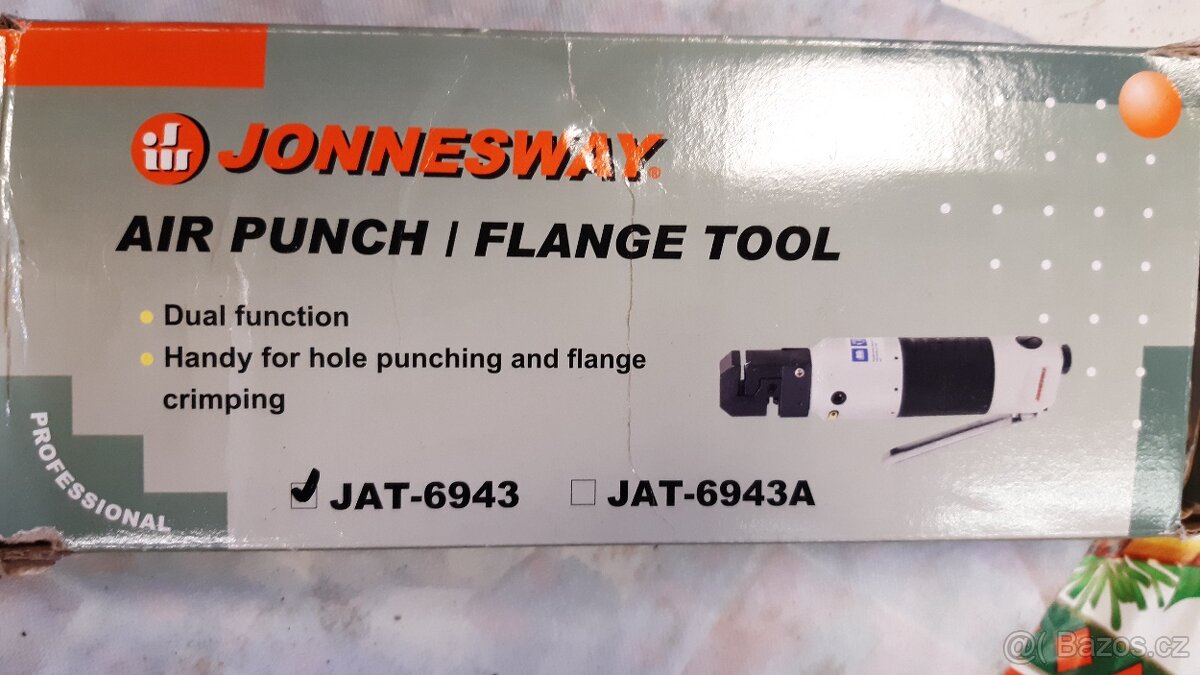 JONNESWAY®
AIR PUNCH / FLANGE TOOL
Dual function
Handy for hole punching and flange
crimping
PROFESSIONAL
JAT-6943
JAT-6943A
JONNESWAY
@( Bazos.cz